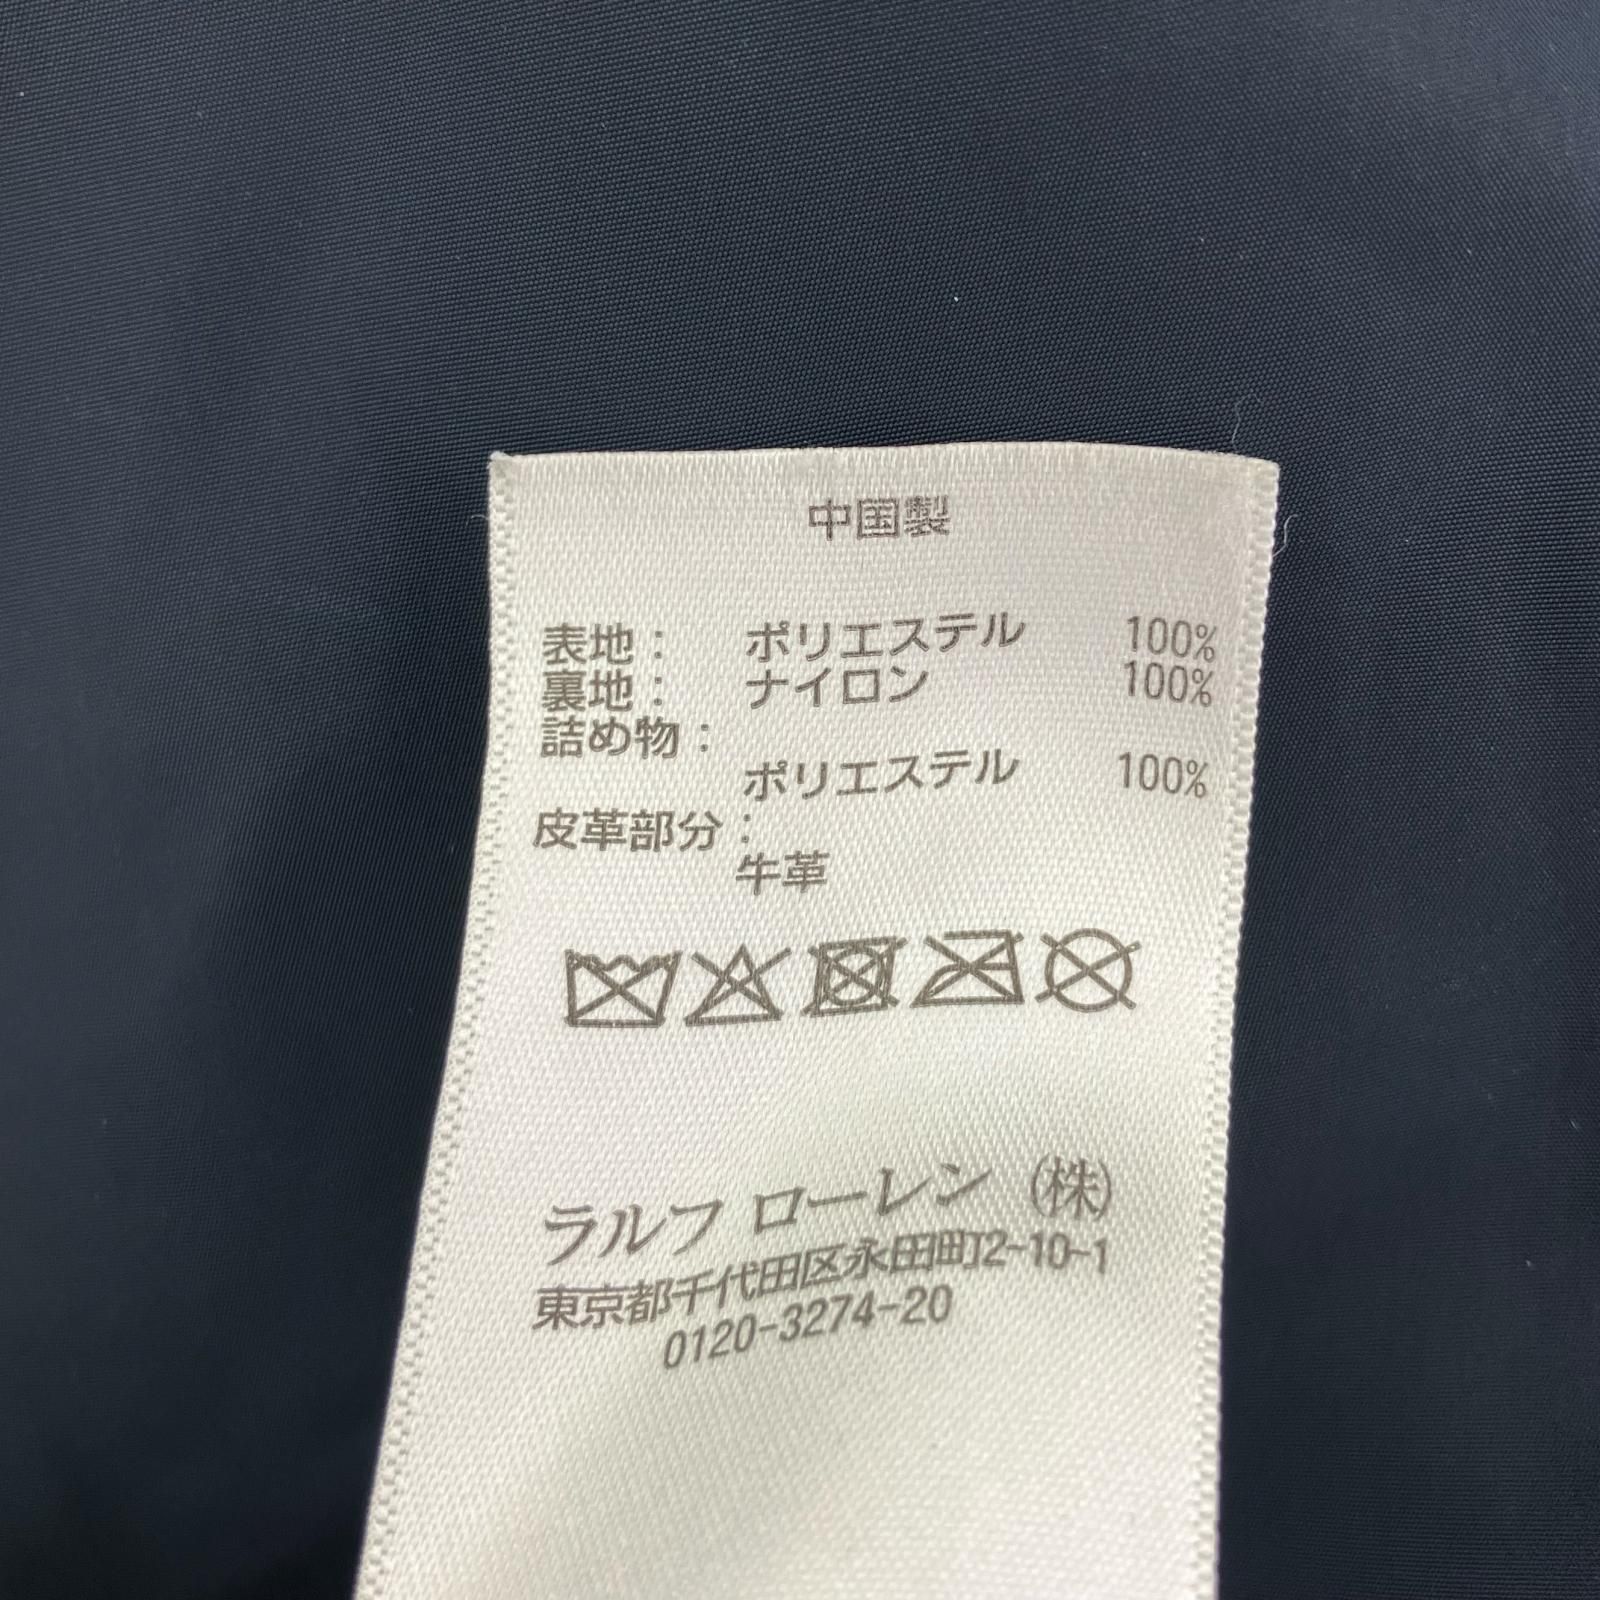 中国製
表地： ポリエステル 100%
裏地： ナイロン 100%
詰め物：
ポリエステル 100%
皮革部分：
牛革
ラルフ ローレン (株)
東京都千代田区永田町2-10-1
0120-3274-20